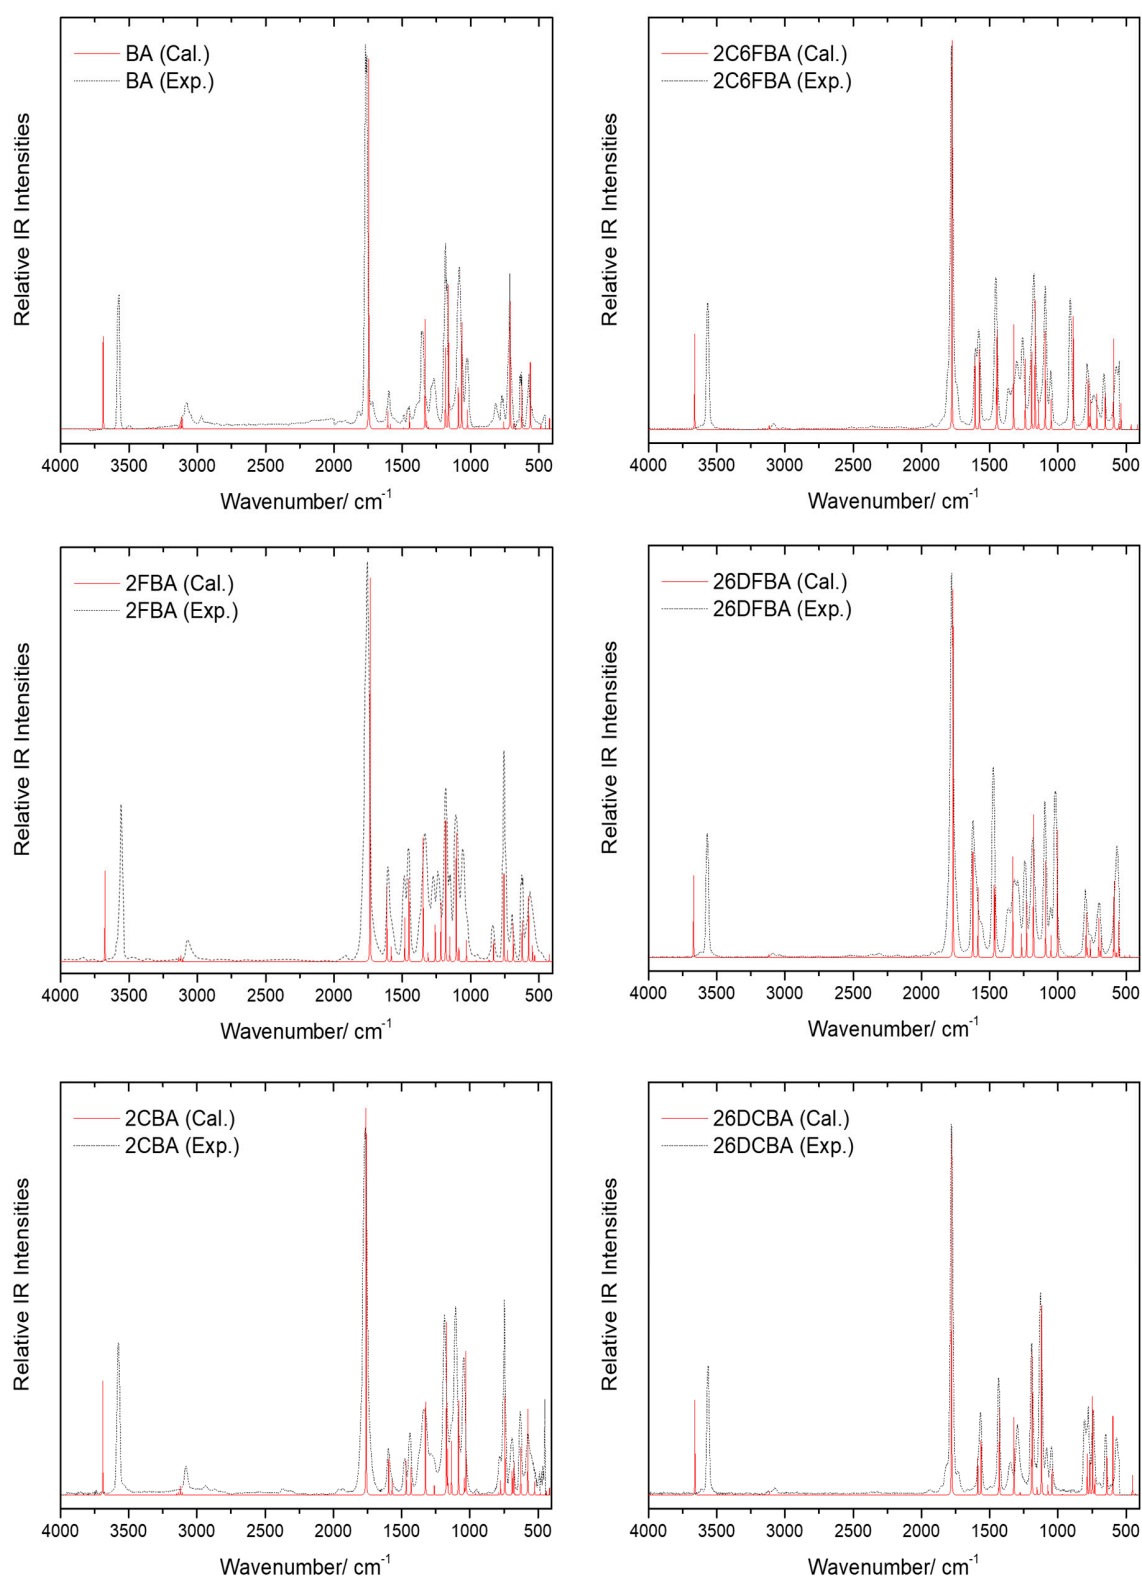 BA (Cal.)
BA (Exp.)
Relative IR Intensities
4000 3500 3000 2500 2000 1500 1000 500
Wavenumber/ cm-1
2C6FBA (Cal.)
2C6FBA (Exp.)
Relative IR Intensities
4000 3500 3000 2500 2000 1500 1000 500
Wavenumber/ cm-1
2FBA (Cal.)
2FBA (Exp.)
Relative IR Intensities
4000 3500 3000 2500 2000 1500 1000 500
Wavenumber/ cm-1
26DFBA (Cal.)
26DFBA (Exp.)
Relative IR Intensities
4000 3500 3000 2500 2000 1500 1000 500
Wavenumber/ cm-1
2CBA (Cal.)
2CBA (Exp.)
Relative IR Intensities
4000 3500 3000 2500 2000 1500 1000 500
Wavenumber/ cm-1
26DCBA (Cal.)
26DCBA (Exp.)
Relative IR Intensities
4000 3500 3000 2500 2000 1500 1000 500
Wavenumber/ cm-1